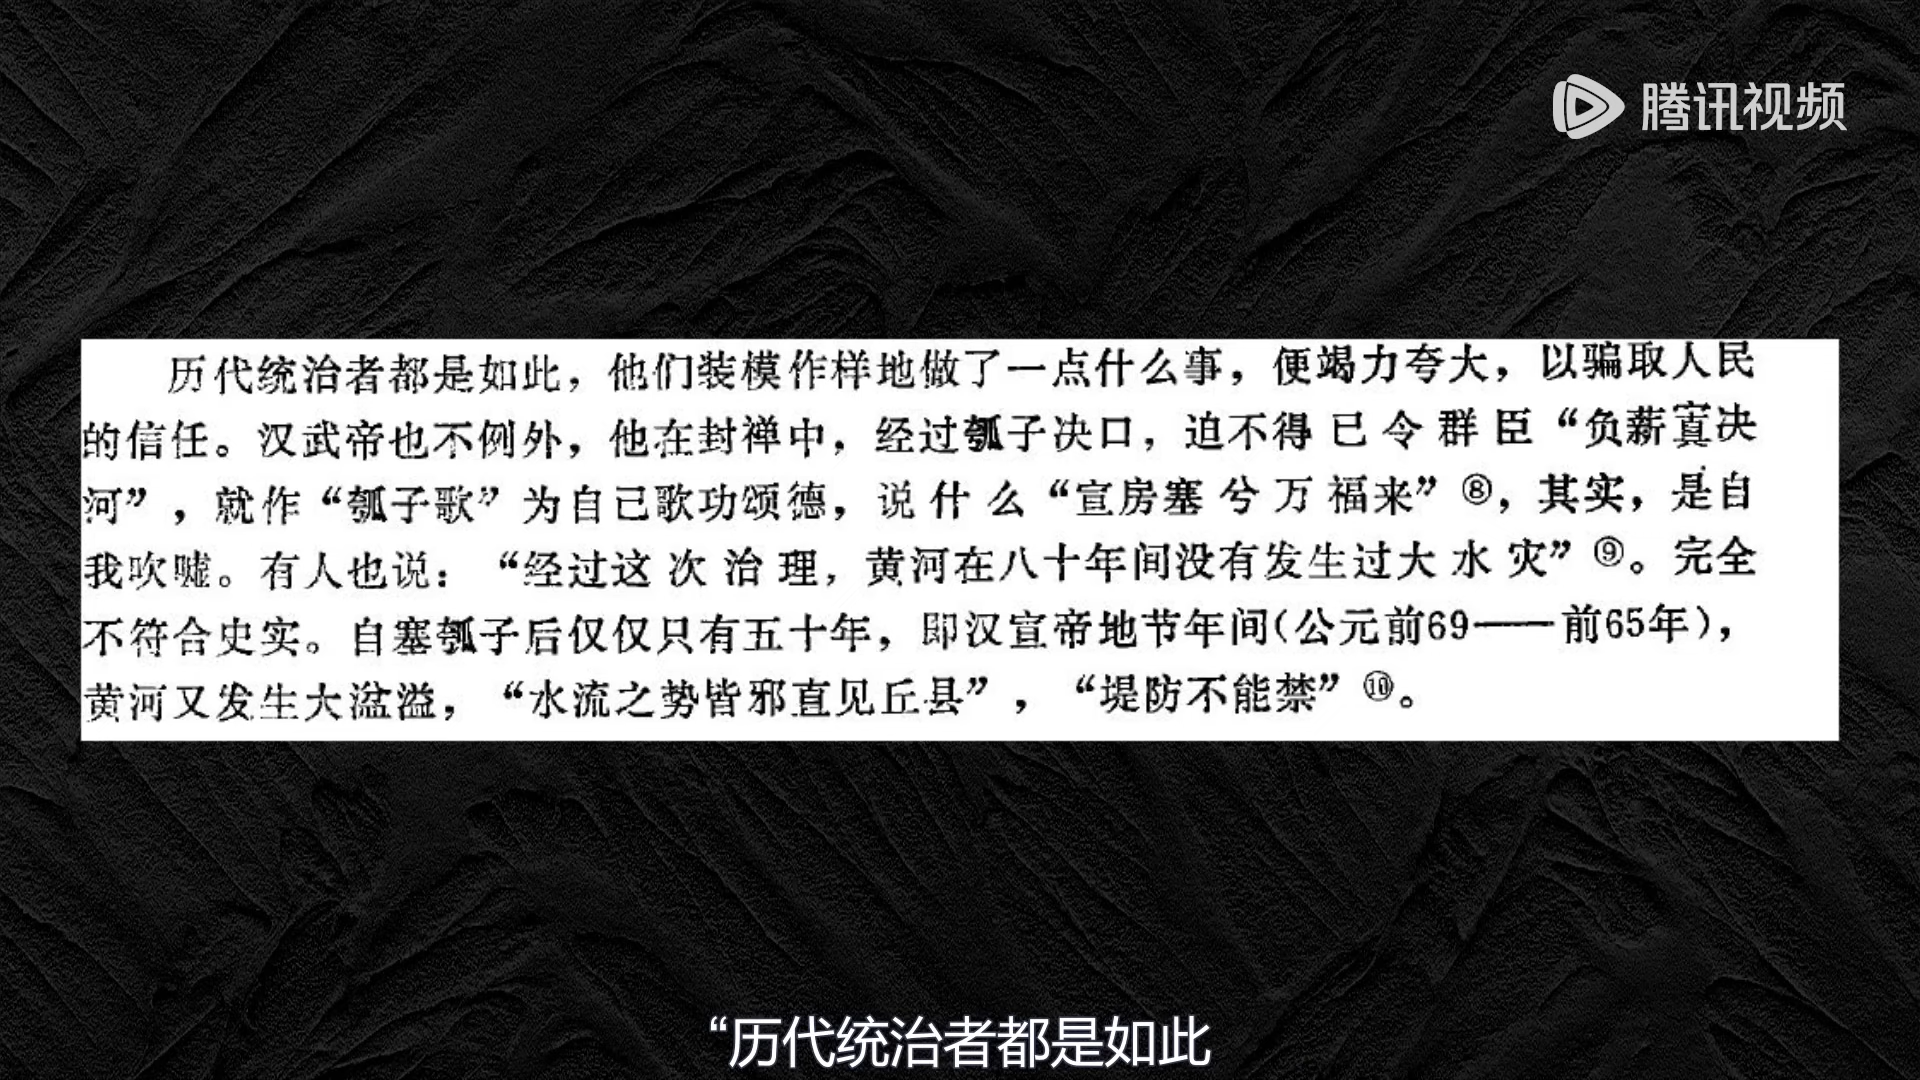 腾讯视频
历代统治者都是如此，他们装模作样地做了一点什么事，便竭力夸大，以骗取人民
的信任。汉武帝也不例外，他在封禅中，经过瓠子决口，迫不得已令群臣“负薪寘决
河”，就作“瓠子歌”为自己歌功颂德，说什么“宣房塞兮万福来”⑧，其实，是自
我吹嘘。有人也说：“经过这次治理，黄河在八十年间没有发生过大水灾”⑨。完全
不符合史实。自塞瓠子后仅仅只有五十年，即汉宣帝地节年间（公元前69——前65年），
黄河又发生大湓溢，“水流之势皆邪直见丘县”，“堤防不能禁”⑩。
“历代统治者都是如此